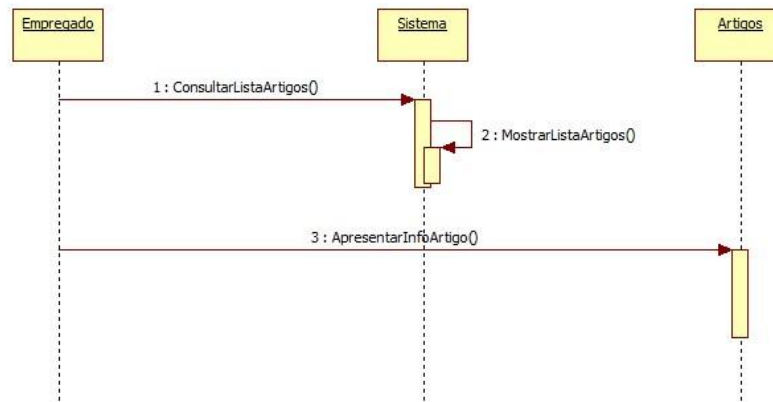 Empregado
Sistema
Artigos
1 : ConsultarListaArtigos()
2 : MostrarListaArtigos()
3 : ApresentarInfoArtigo()